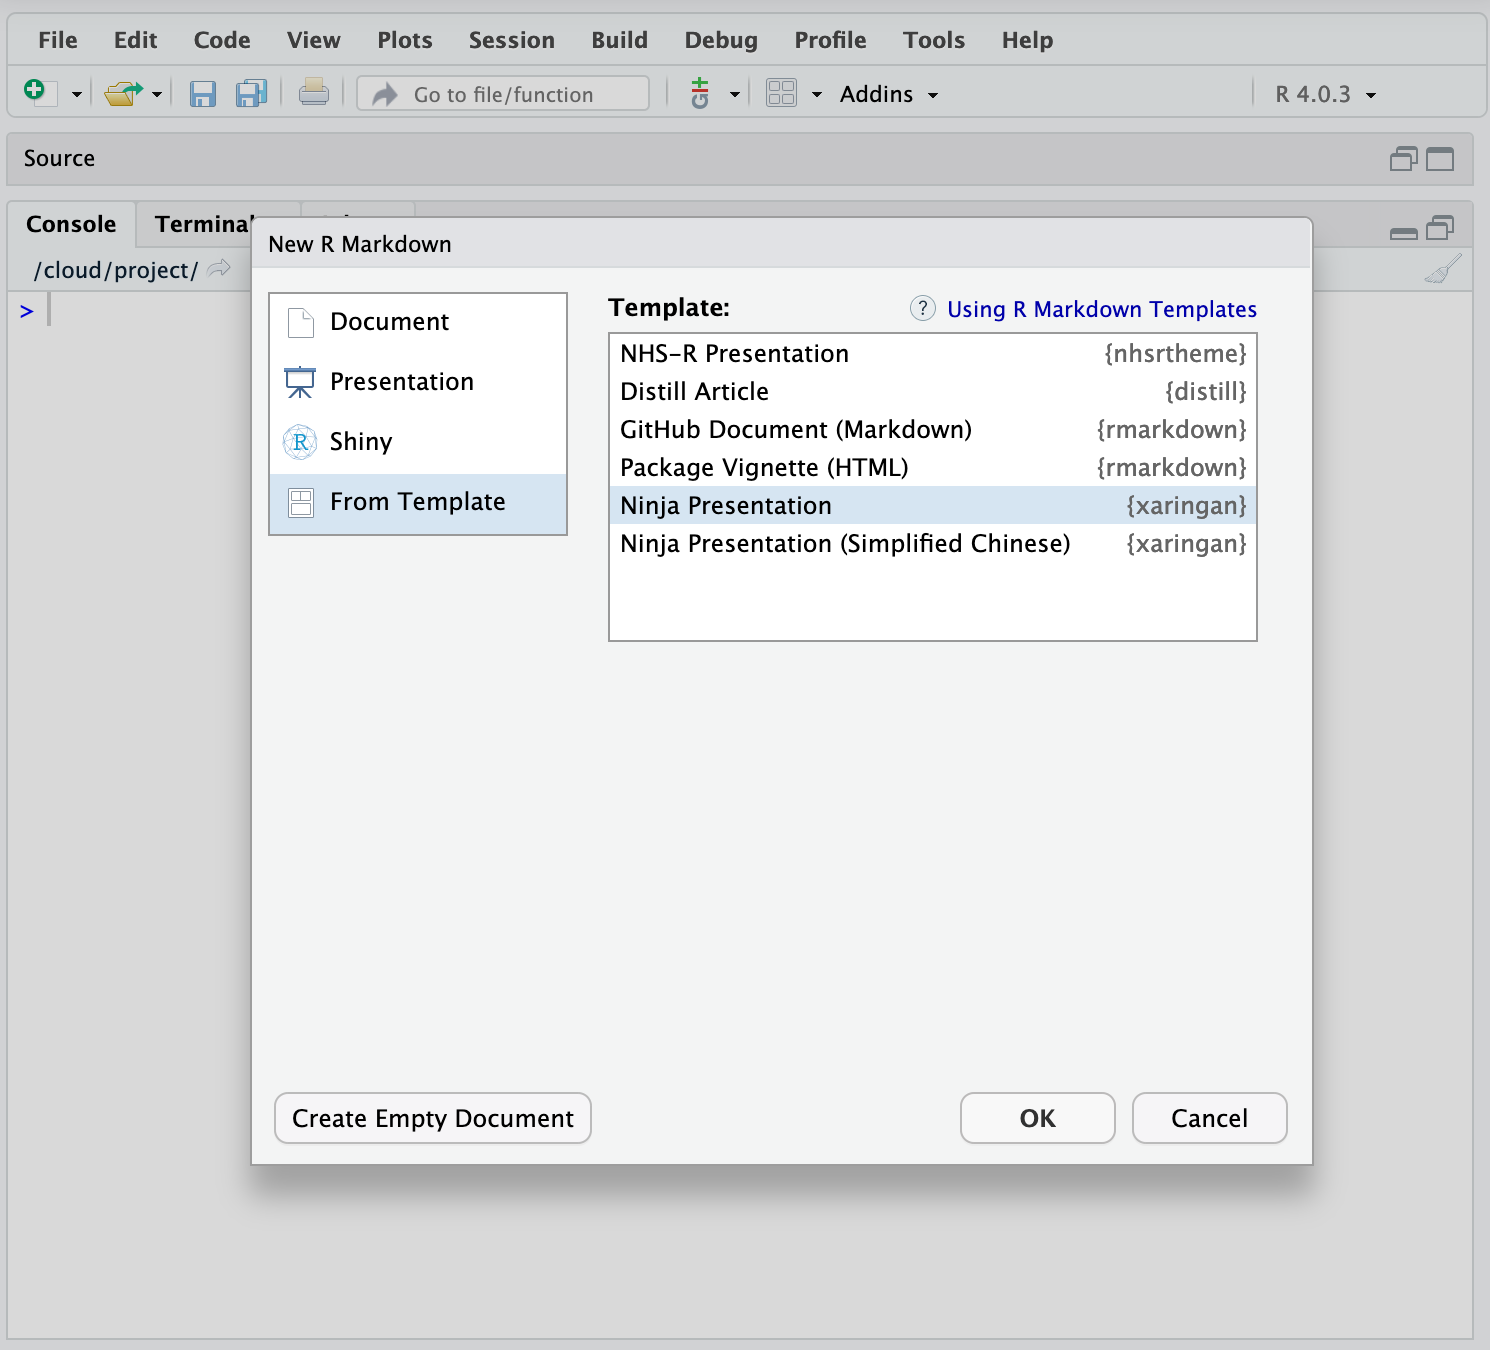 File Edit Code View Plots Session Build Debug Profile Tools Help
Go to file/function Addins R 4.0.3
Source
Console Terminal
/cloud/project/
>
New R Markdown
Document
Presentation
Shiny
From Template
Template: ? Using R Markdown Templates
NHS-R Presentation {nhsrtheme}
Distill Article {distill}
GitHub Document (Markdown) {rmarkdown}
Package Vignette (HTML) {rmarkdown}
Ninja Presentation {xaringan}
Ninja Presentation (Simplified Chinese) {xaringan}
Create Empty Document OK Cancel